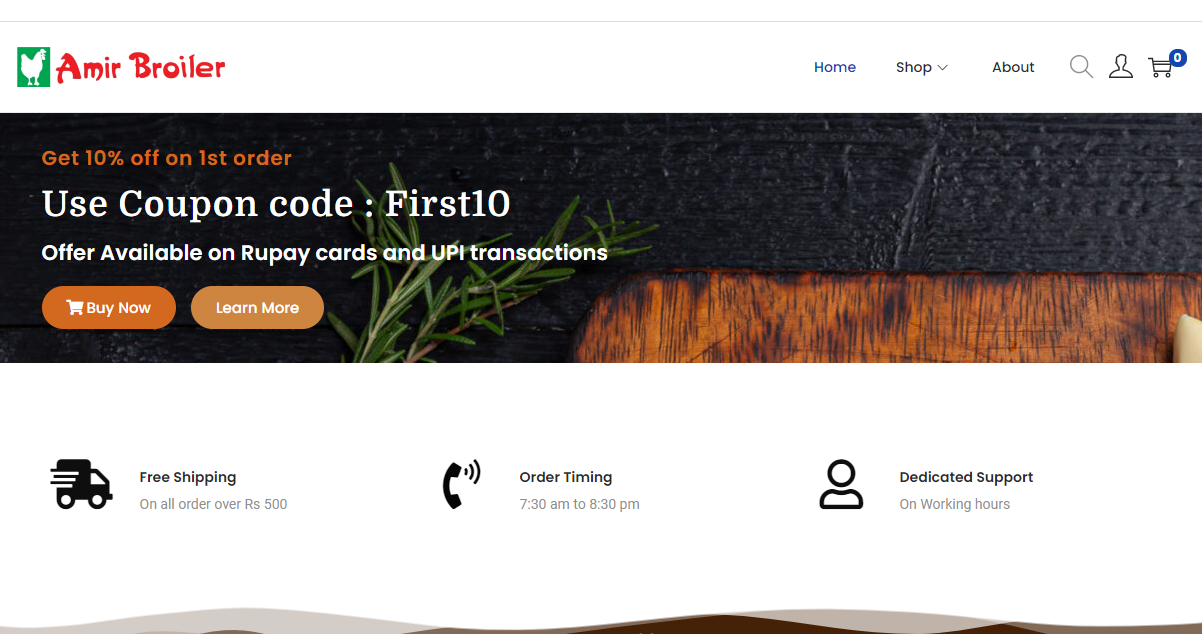 Amir Broiler
Home
Shop
About
0
Get 10% off on 1st order
Use Coupon code : First10
Offer Available on Rupay cards and UPI transactions
Buy Now
Learn More
Free Shipping
On all order over Rs 500
Order Timing
7:30 am to 8:30 pm
Dedicated Support
On Working hours